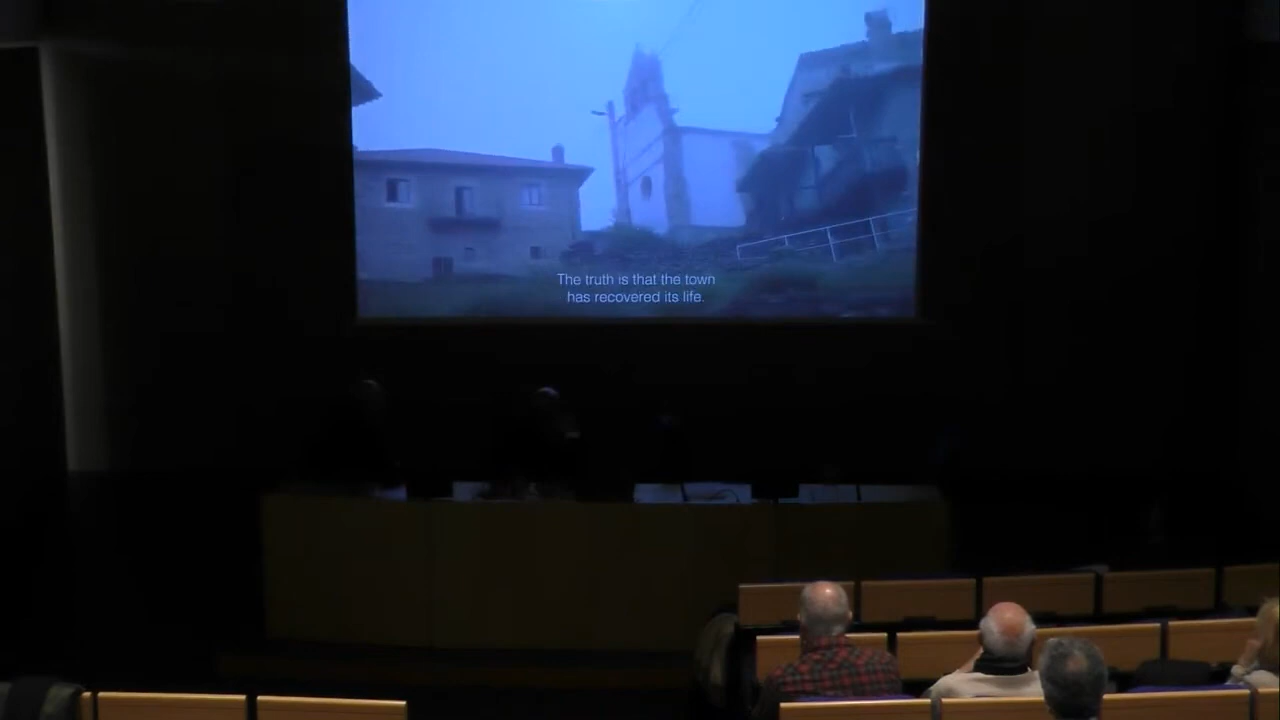 The truth is that the town
has recovered its life.